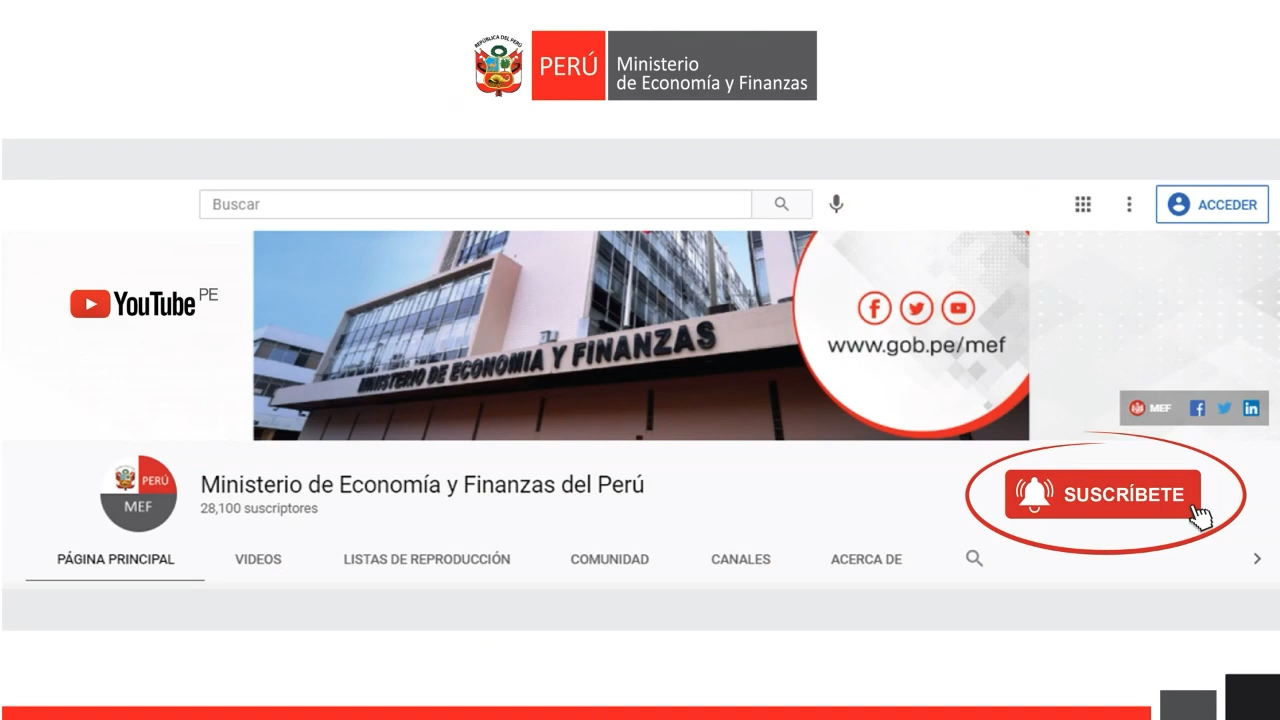 REPÚBLICA DEL PERÚ
PERÚ
Ministerio
de Economía y Finanzas
Buscar
ACCEDER
YouTube PE
MINISTERIO DE ECONOMIA Y FINANZAS
www.gob.pe/mef
MEF
PERÚ
MEF
Ministerio de Economía y Finanzas del Perú
28,100 suscriptores
SUSCRÍBETE
PÁGINA PRINCIPAL
VIDEOS
LISTAS DE REPRODUCCIÓN
COMUNIDAD
CANALES
ACERCA DE